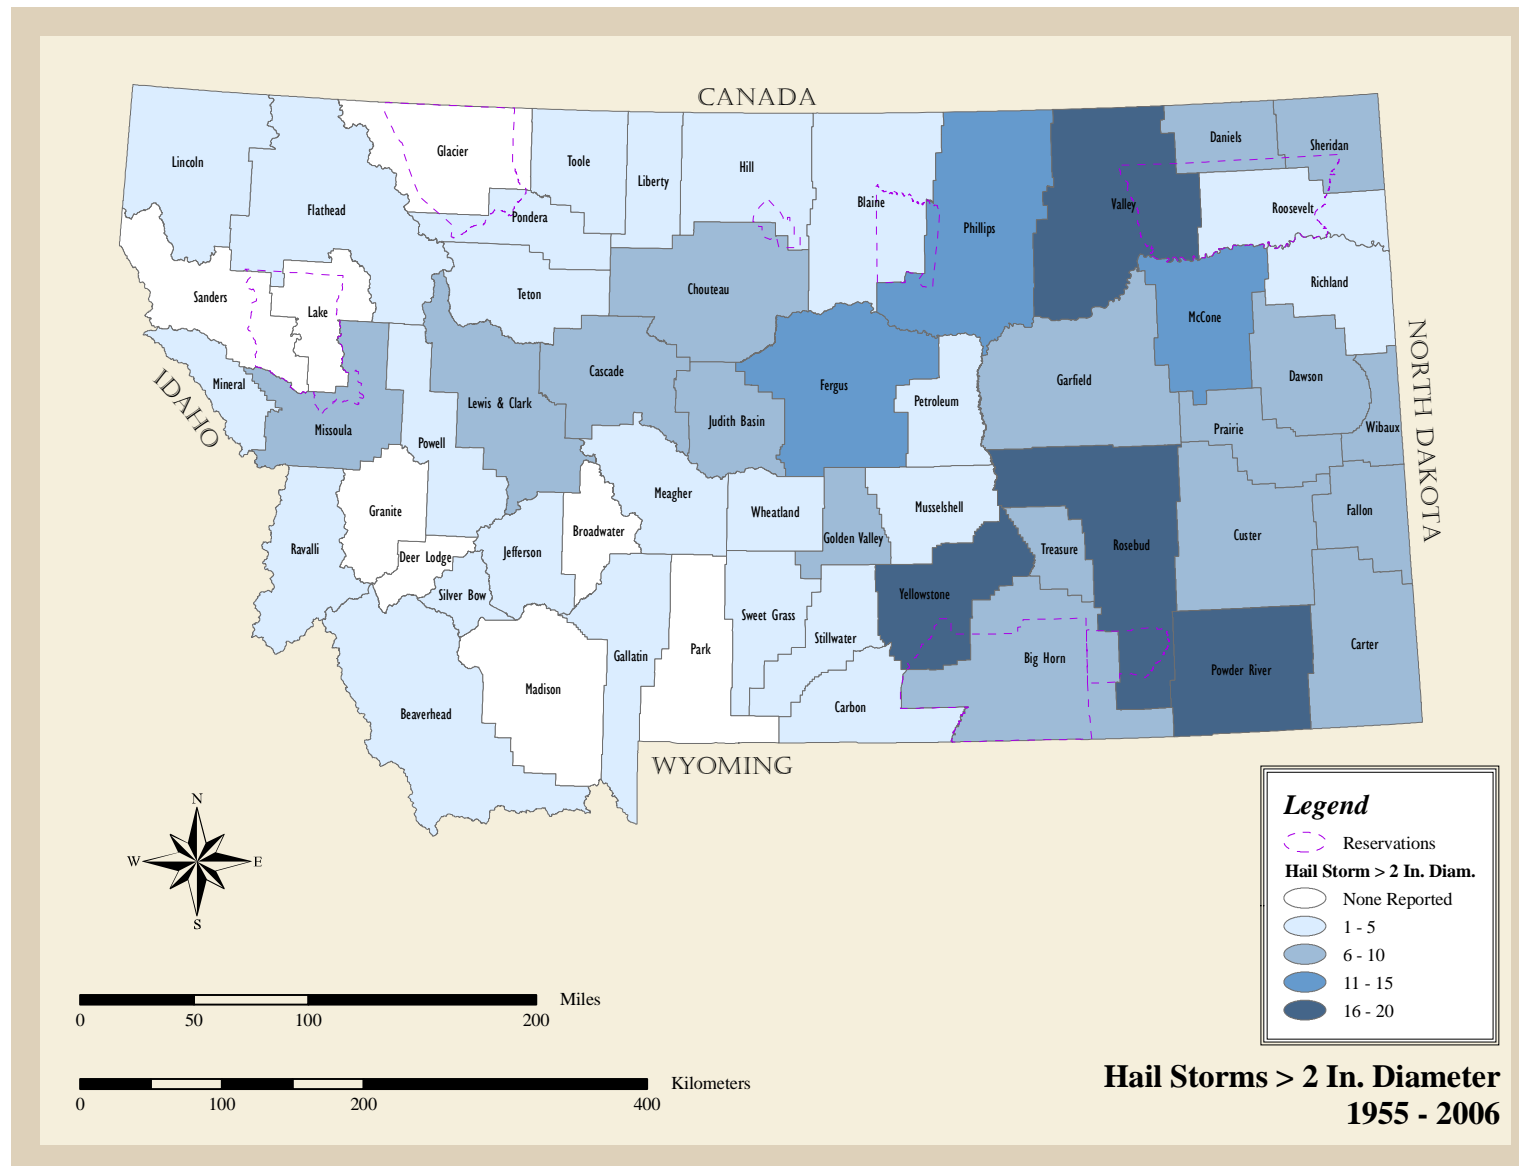 CANADA
Lincoln
Flathead
Glacier
Toole
Liberty
Hill
Blaine
Phillips
Valley
Daniels
Sheridan
Roosevelt
Pondera
Sanders
Lake
Teton
Chouteau
McCone
Richland
Mineral
Missoula
Powell
Lewis & Clark
Cascade
Judith Basin
Fergus
Petroleum
Garfield
Prairie
Dawson
Wibaux
IDAHO
NORTH DAKOTA
Granite
Deer Lodge
Ravalli
Silver Bow
Jefferson
Broadwater
Meagher
Wheatland
Golden Valley
Musselshell
Treasure
Rosebud
Custer
Fallon
Yellowstone
Sweet Grass
Stillwater
Beaverhead
Madison
Gallatin
Park
Carbon
Big Horn
Powder River
Carter
WYOMING
N
W
E
S
Legend
Reservations
Hail Storm > 2 In. Diam.
None Reported
1 - 5
6 - 10
11 - 15
16 - 20
Miles
0 50 100 200
Kilometers
0 100 200 400
Hail Storms > 2 In. Diameter
1955 - 2006